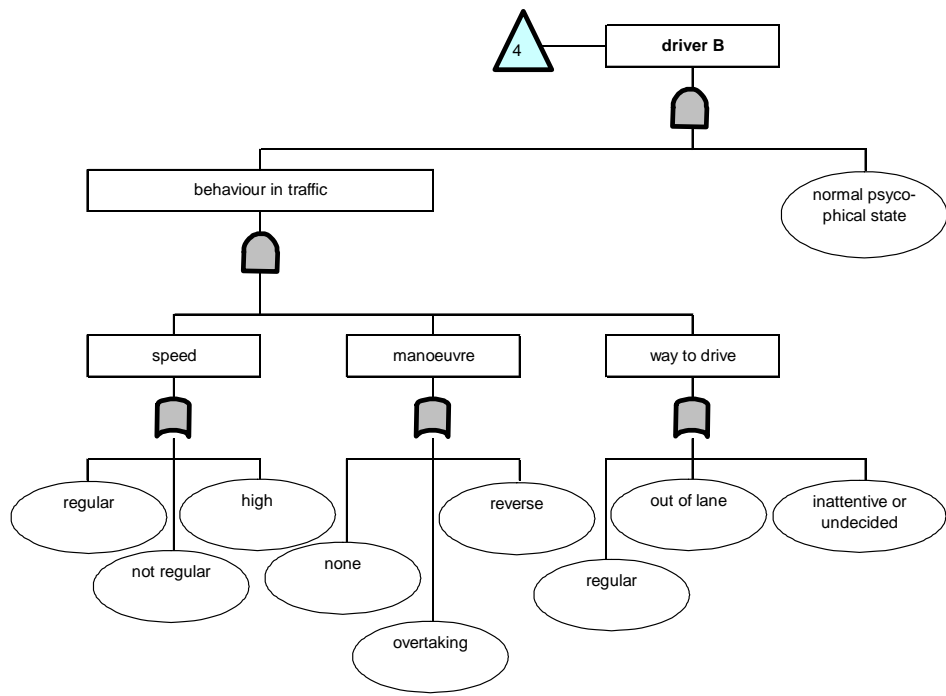 4
driver B
behaviour in traffic
normal psyco-
phical state
speed
manoeuvre
way to drive
regular
not regular
high
none
overtaking
reverse
regular
out of lane
inattentive or
undecided